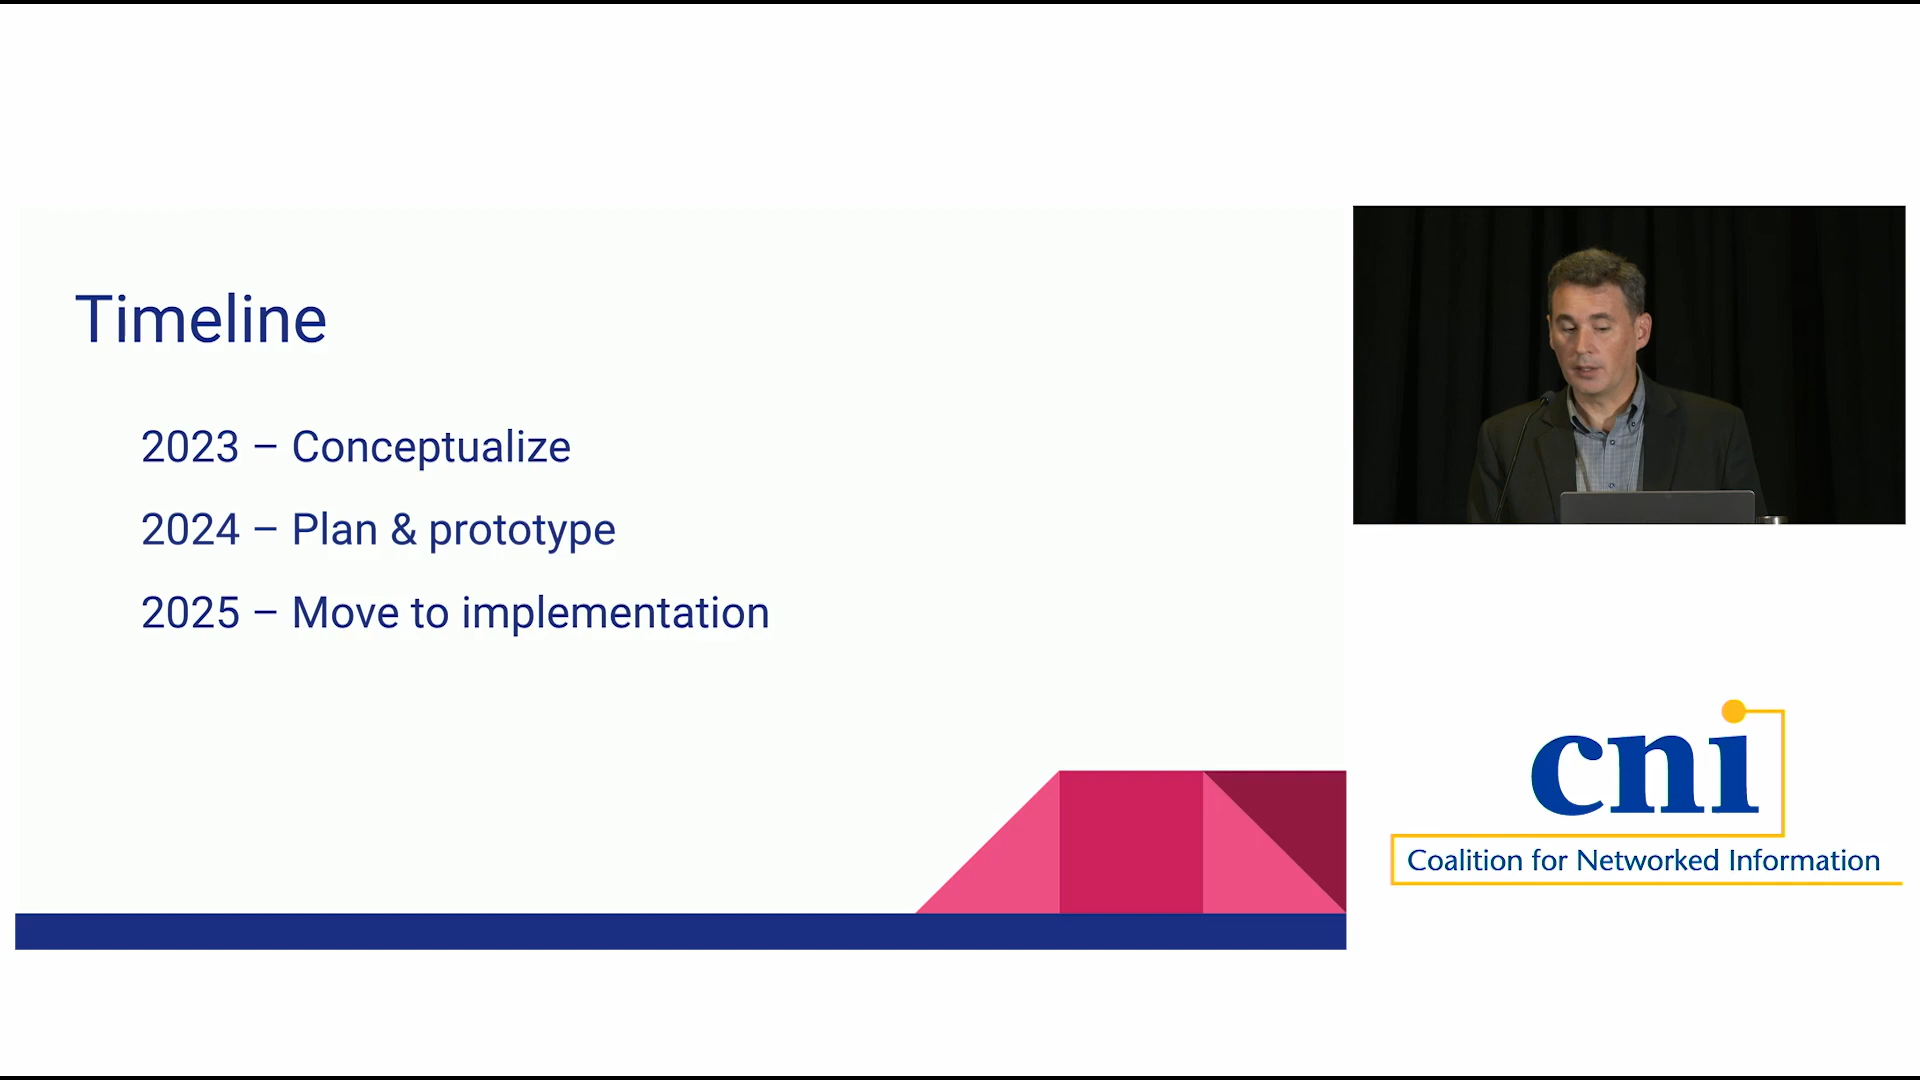 Timeline
2023 – Conceptualize
2024 – Plan & prototype
2025 – Move to implementation
cni
Coalition for Networked Information